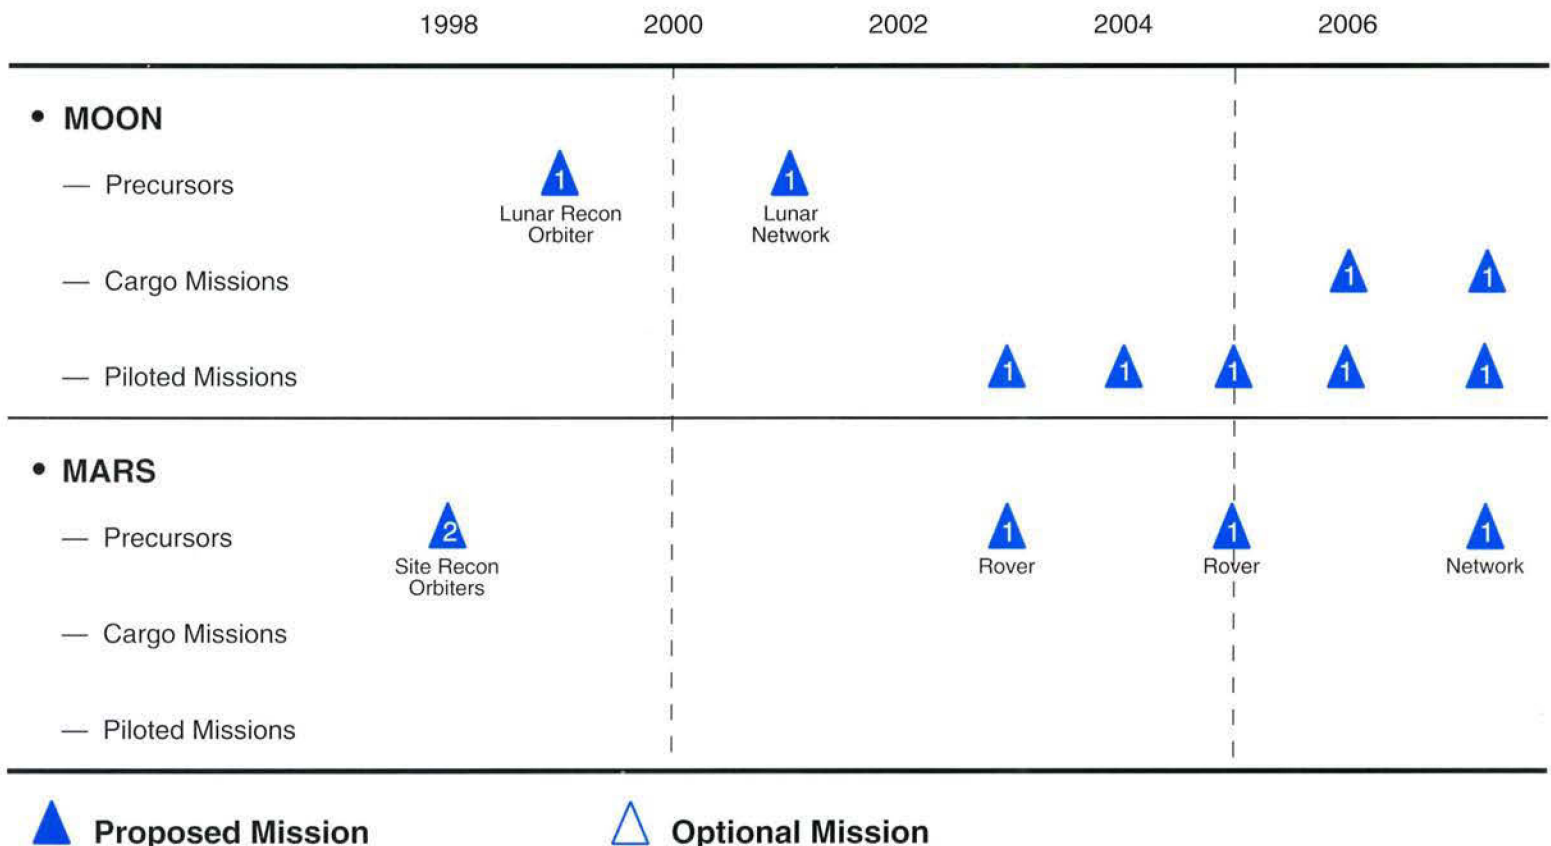 1998 2000 2002 2004 2006
• MOON
— Precursors
1 1
Lunar Recon Orbiter
Lunar Network
— Cargo Missions
1 1
— Piloted Missions
1 1 1 1 1
• MARS
— Precursors
2 1 1 1
Site Recon Orbiters
Rover Rover Network
— Cargo Missions
— Piloted Missions
Proposed Mission Optional Mission